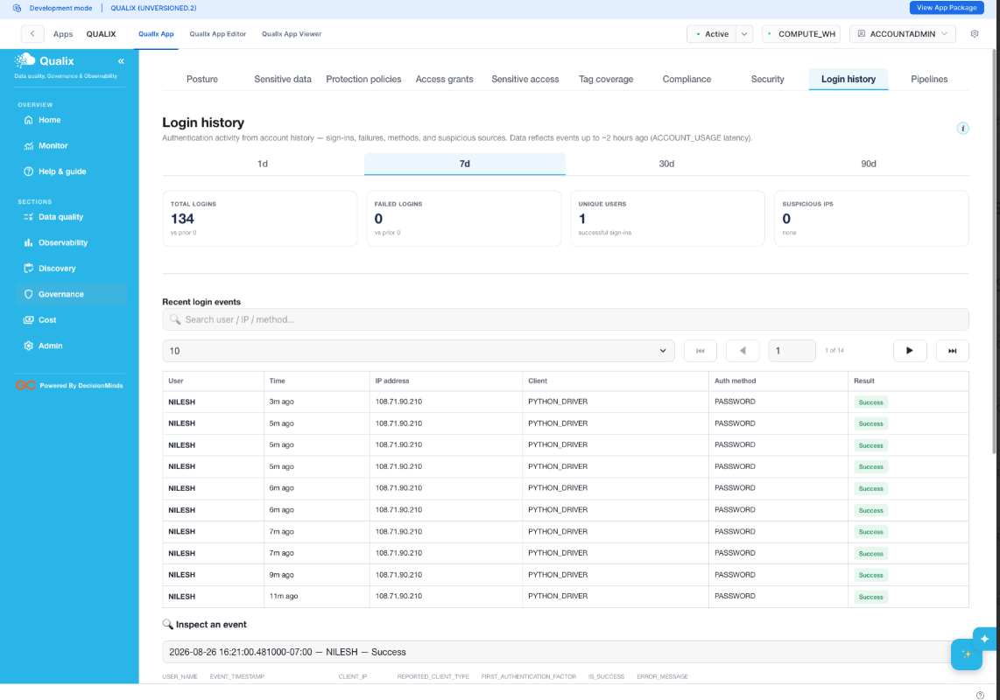 Development mode | QUALIX (UNVERSIONED.2) View App Package
Apps QUALIX Qualix App Qualix App Editor Qualix App Viewer Active COMPUTE_WH ACCOUNTADMIN
Qualix «
Data quality, Governance & Observability
OVERVIEW
Home
Monitor
Help & guide
SECTIONS
Data quality
Observability
Discovery
Governance
Cost
Admin
Powered By DecisionMinds
Posture Sensitive data Protection policies Access grants Sensitive access Tag coverage Compliance Security Login history Pipelines
Login history
Authentication activity from account history — sign-ins, failures, methods, and suspicious sources. Data reflects events up to ~2 hours ago (ACCOUNT_USAGE latency).
1d 7d 30d 90d
TOTAL LOGINS
134
vs prior 0
FAILED LOGINS
0
vs prior 0
UNIQUE USERS
1
successful sign-ins
SUSPICIOUS IPS
0
none
Recent login events
Search user / IP / method...
10 1 1 of 14
User Time IP address Client Auth method Result
NILESH 3m ago 108.71.90.210 PYTHON_DRIVER PASSWORD Success
NILESH 5m ago 108.71.90.210 PYTHON_DRIVER PASSWORD Success
NILESH 5m ago 108.71.90.210 PYTHON_DRIVER PASSWORD Success
NILESH 5m ago 108.71.90.210 PYTHON_DRIVER PASSWORD Success
NILESH 6m ago 108.71.90.210 PYTHON_DRIVER PASSWORD Success
NILESH 6m ago 108.71.90.210 PYTHON_DRIVER PASSWORD Success
NILESH 7m ago 108.71.90.210 PYTHON_DRIVER PASSWORD Success
NILESH 7m ago 108.71.90.210 PYTHON_DRIVER PASSWORD Success
NILESH 9m ago 108.71.90.210 PYTHON_DRIVER PASSWORD Success
NILESH 11m ago 108.71.90.210 PYTHON_DRIVER PASSWORD Success
Inspect an event
2026-08-26 16:21:00.481000-07:00 — NILESH — Success
USER_NAME EVENT_TIMESTAMP CLIENT_IP REPORTED_CLIENT_TYPE FIRST_AUTHENTICATION_FACTOR IS_SUCCESS ERROR_MESSAGE